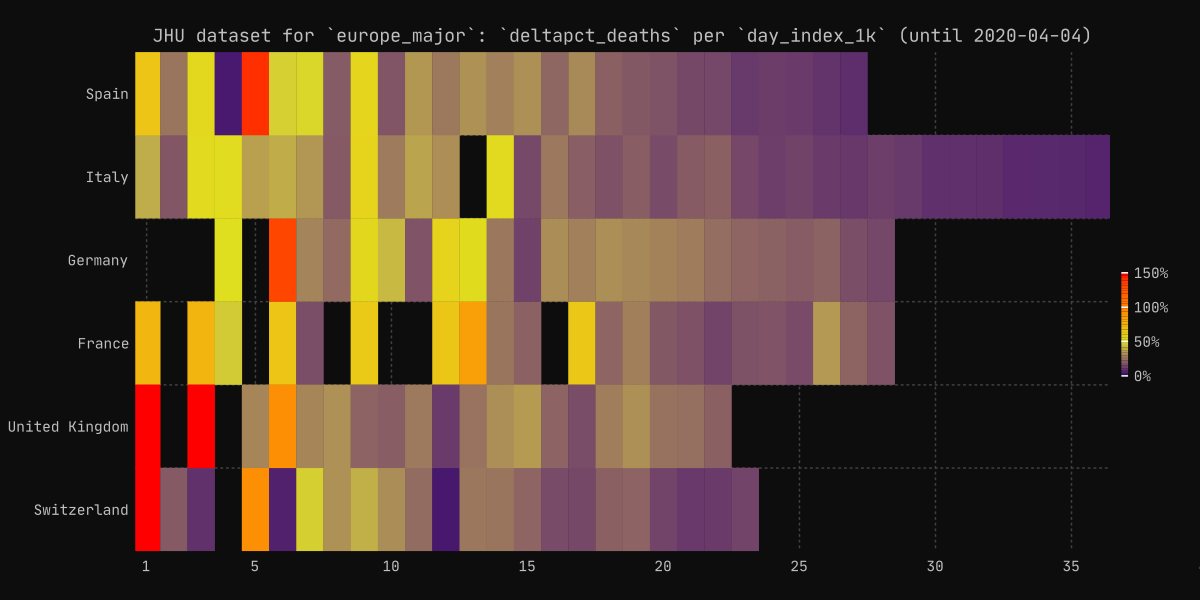 JHU dataset for `europe_major`: `deltapct_deaths` per `day_index_1k` (until 2020-04-04)
Spain
Italy
Germany
France
United Kingdom
Switzerland
150%
100%
50%
0%
1 5 10 15 20 25 30 35